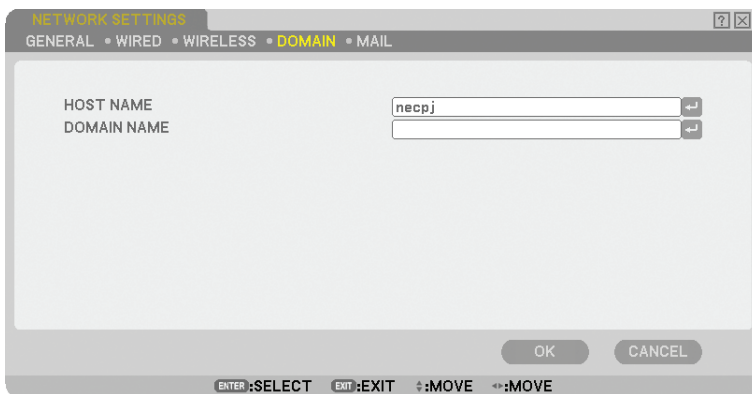 NETWORK SETTINGS
?
GENERAL • WIRED • WIRELESS • DOMAIN • MAIL
HOST NAME necpj
DOMAIN NAME
OK CANCEL
ENTER:SELECT EXIT:EXIT :MOVE :MOVE